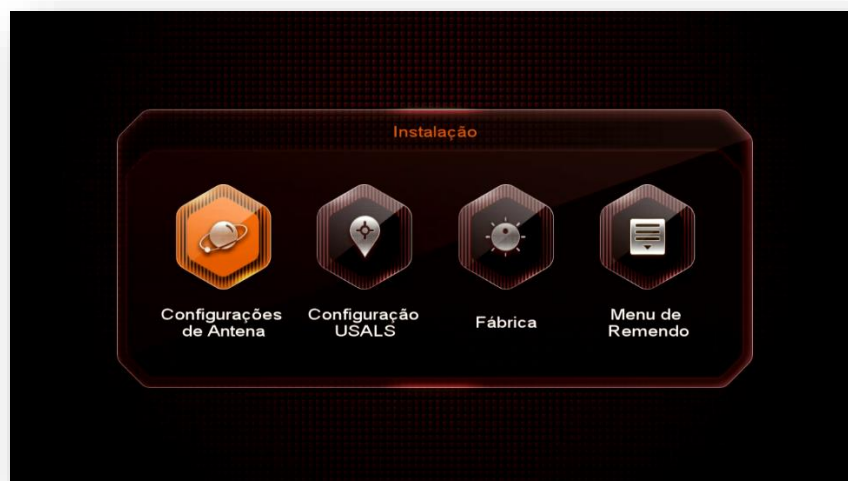 Instalação
Configurações
de Antena
Configuração
USALS
Fábrica
Menu de
Remendo